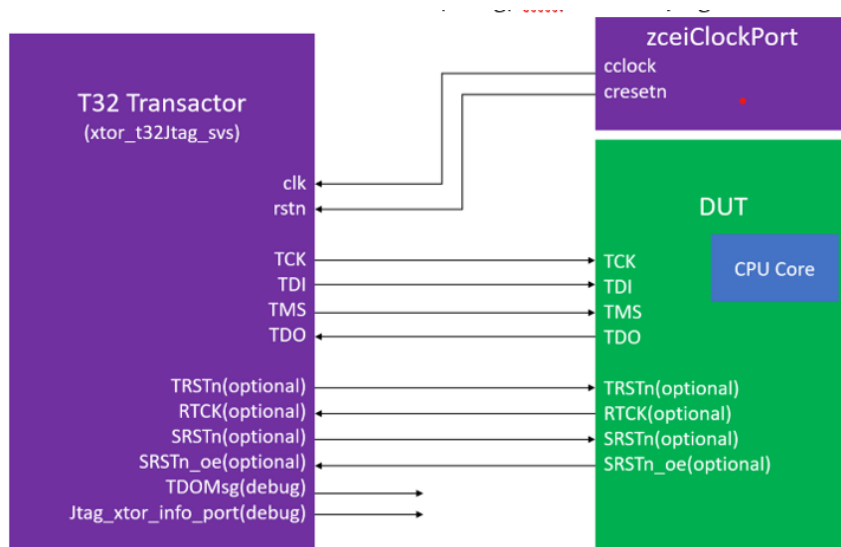 zceiClockPort
cclock
cresetn
T32 Transactor
(xtor_t32Jtag_svs)
clk
rstn
TCK
TDI
TMS
TDO
TRSTn(optional)
RTCK(optional)
SRSTn(optional)
SRSTn_oe(optional)
TDOMsg(debug)
Jtag_xtor_info_port(debug)
DUT
CPU Core
TCK
TDI
TMS
TDO
TRSTn(optional)
RTCK(optional)
SRSTn(optional)
SRSTn_oe(optional)